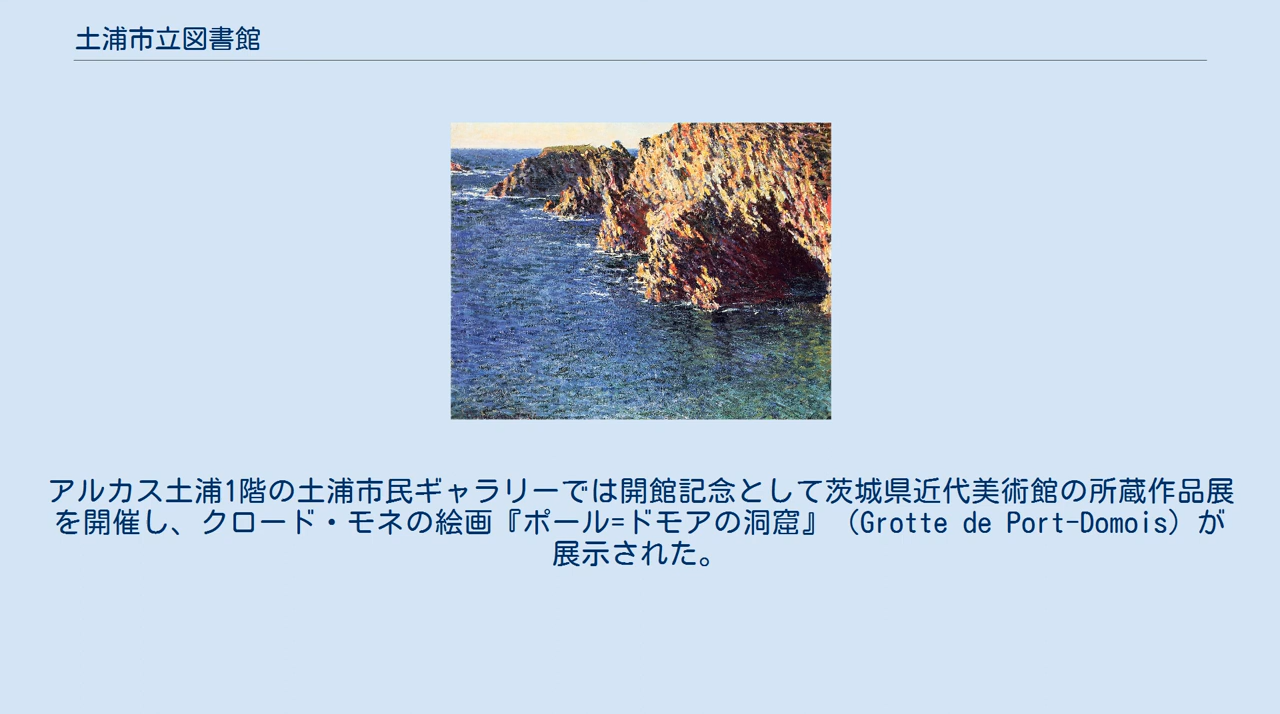 土浦市立図書館
アルカス土浦1階の土浦市民ギャラリーでは開館記念として茨城県近代美術館の所蔵作品展
を開催し、クロード・モネの絵画『ポール=ドモアの洞窟』（Grotte de Port-Domois）が
展示された。